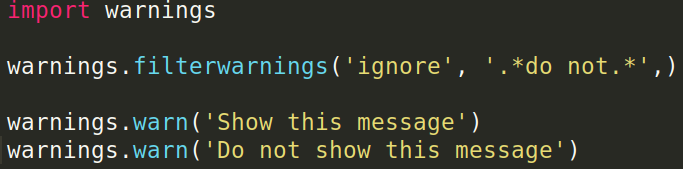 import warnings
warnings.filterwarnings('ignore', '.*do not.*',)
warnings.warn('Show this message')
warnings.warn('Do not show this message')